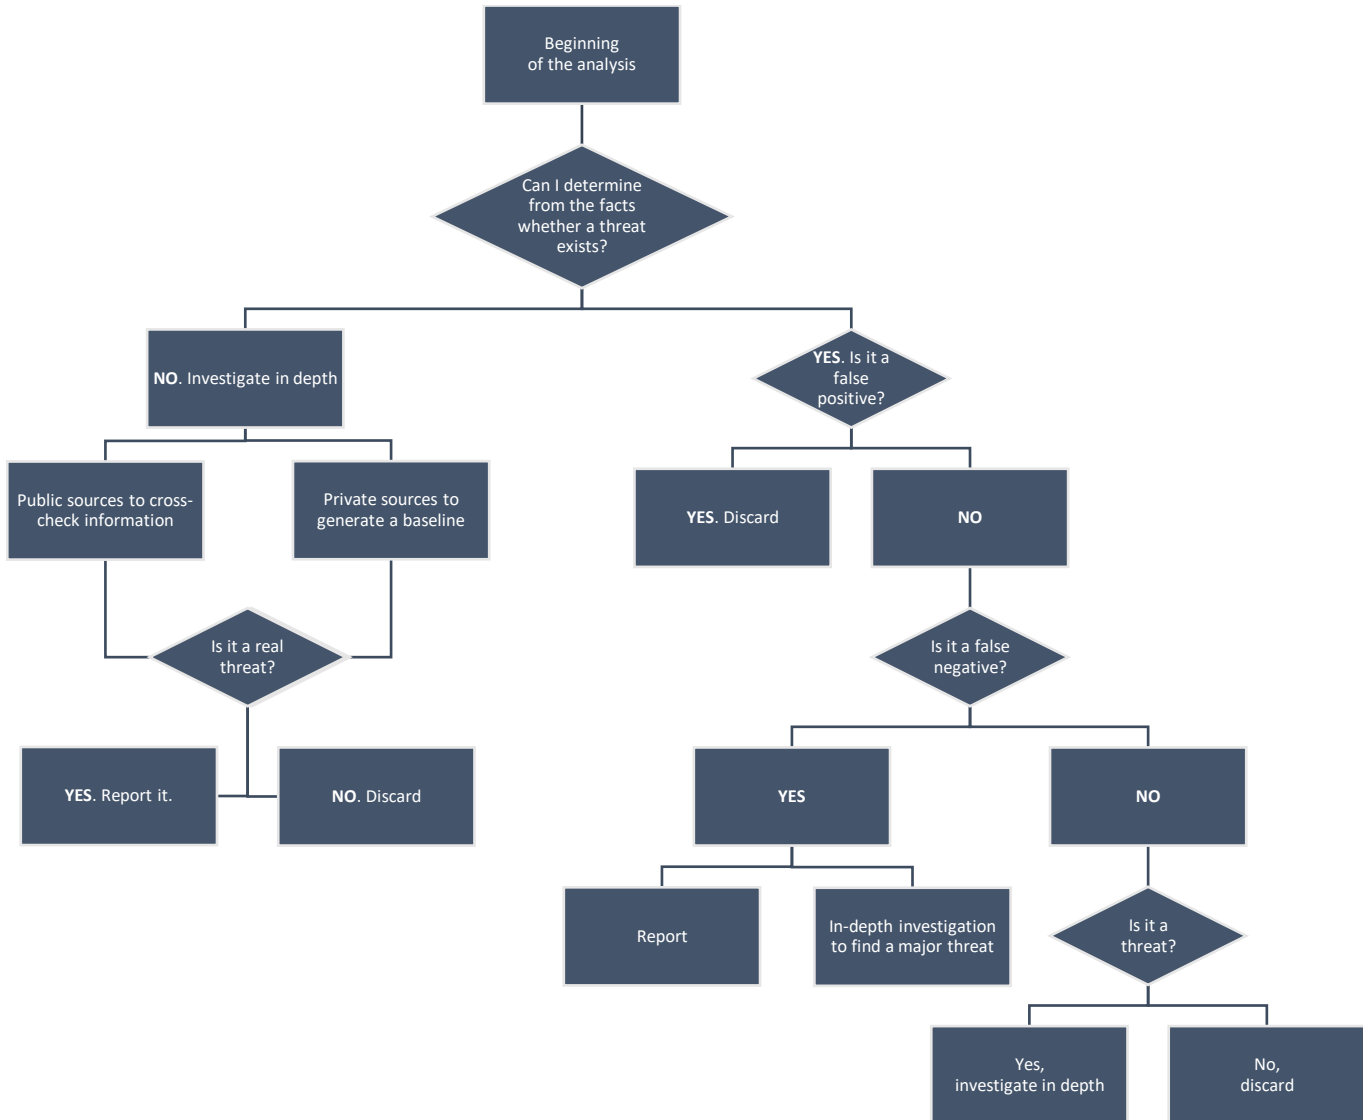 Beginning
of the analysis
Can I determine
from the facts
whether a threat
exists?
NO. Investigate in depth
YES. Is it a
false
positive?
Public sources to cross-
check information
Private sources to
generate a baseline
YES. Discard
NO
Is it a real
threat?
Is it a false
negative?
YES. Report it.
NO. Discard
YES
NO
Report
In-depth investigation
to find a major threat
Is it a
threat?
Yes,
investigate in depth
No,
discard